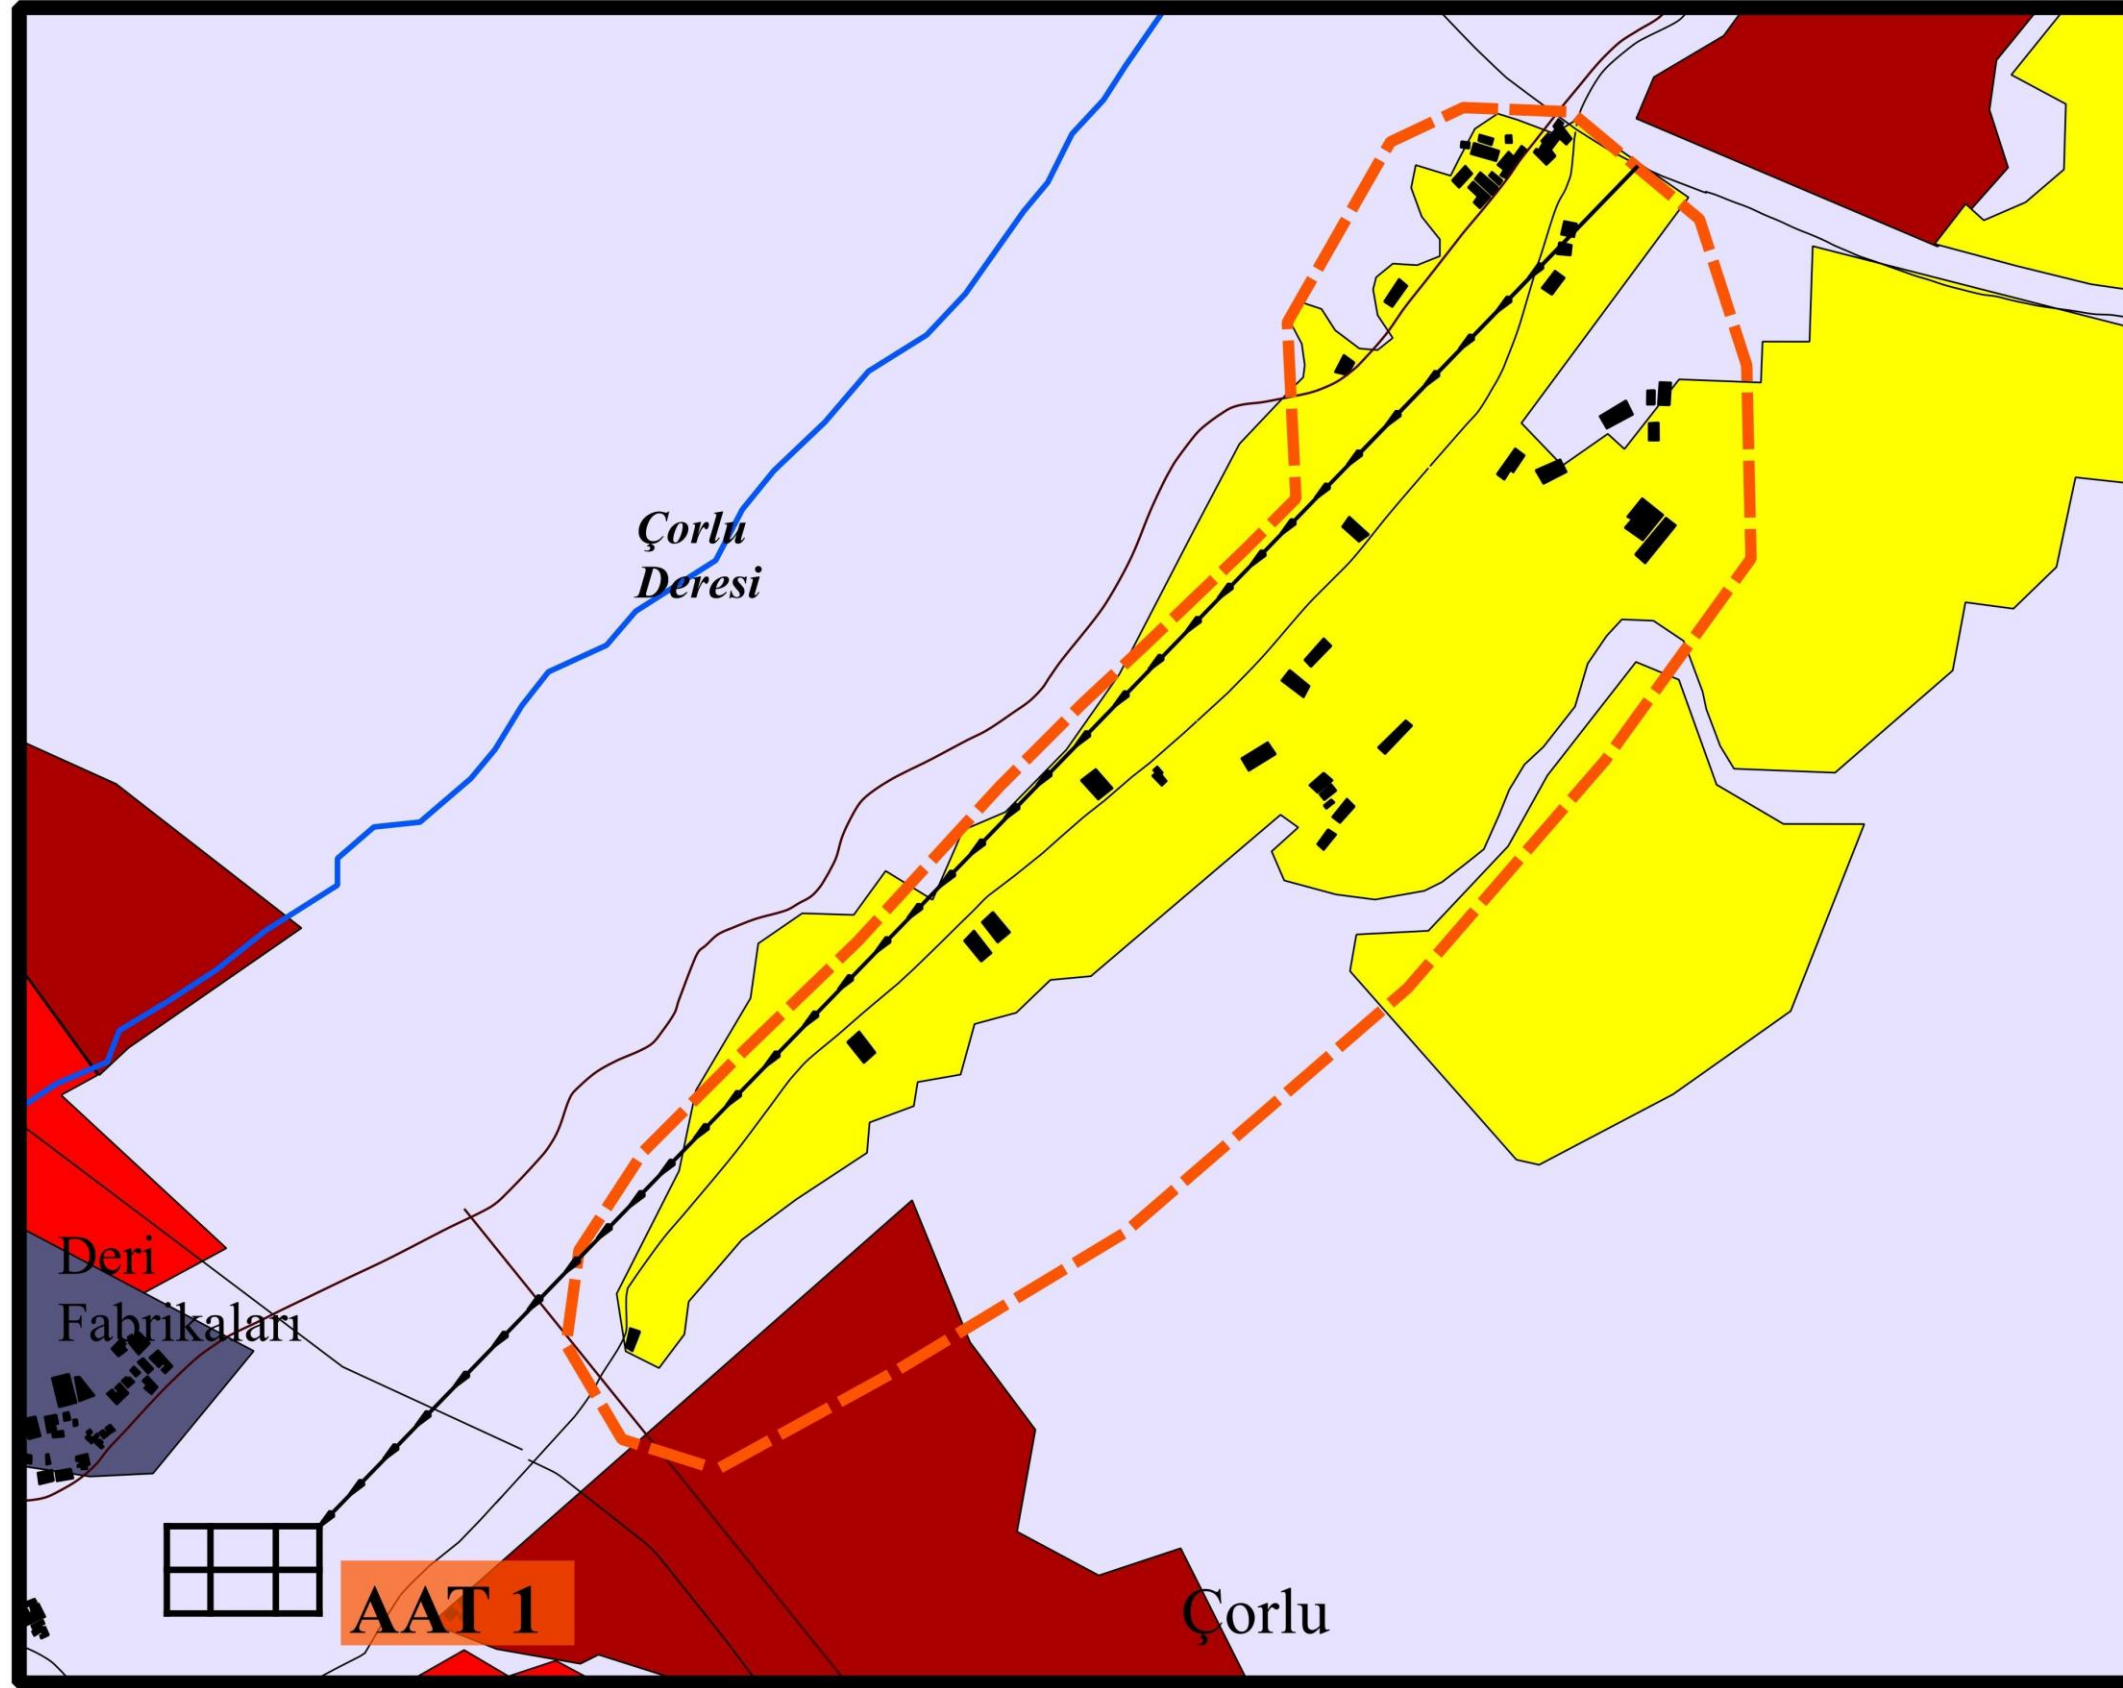 Çorlu
Deresi
Deri
Fabrikaları
AAT 1
Çorlu